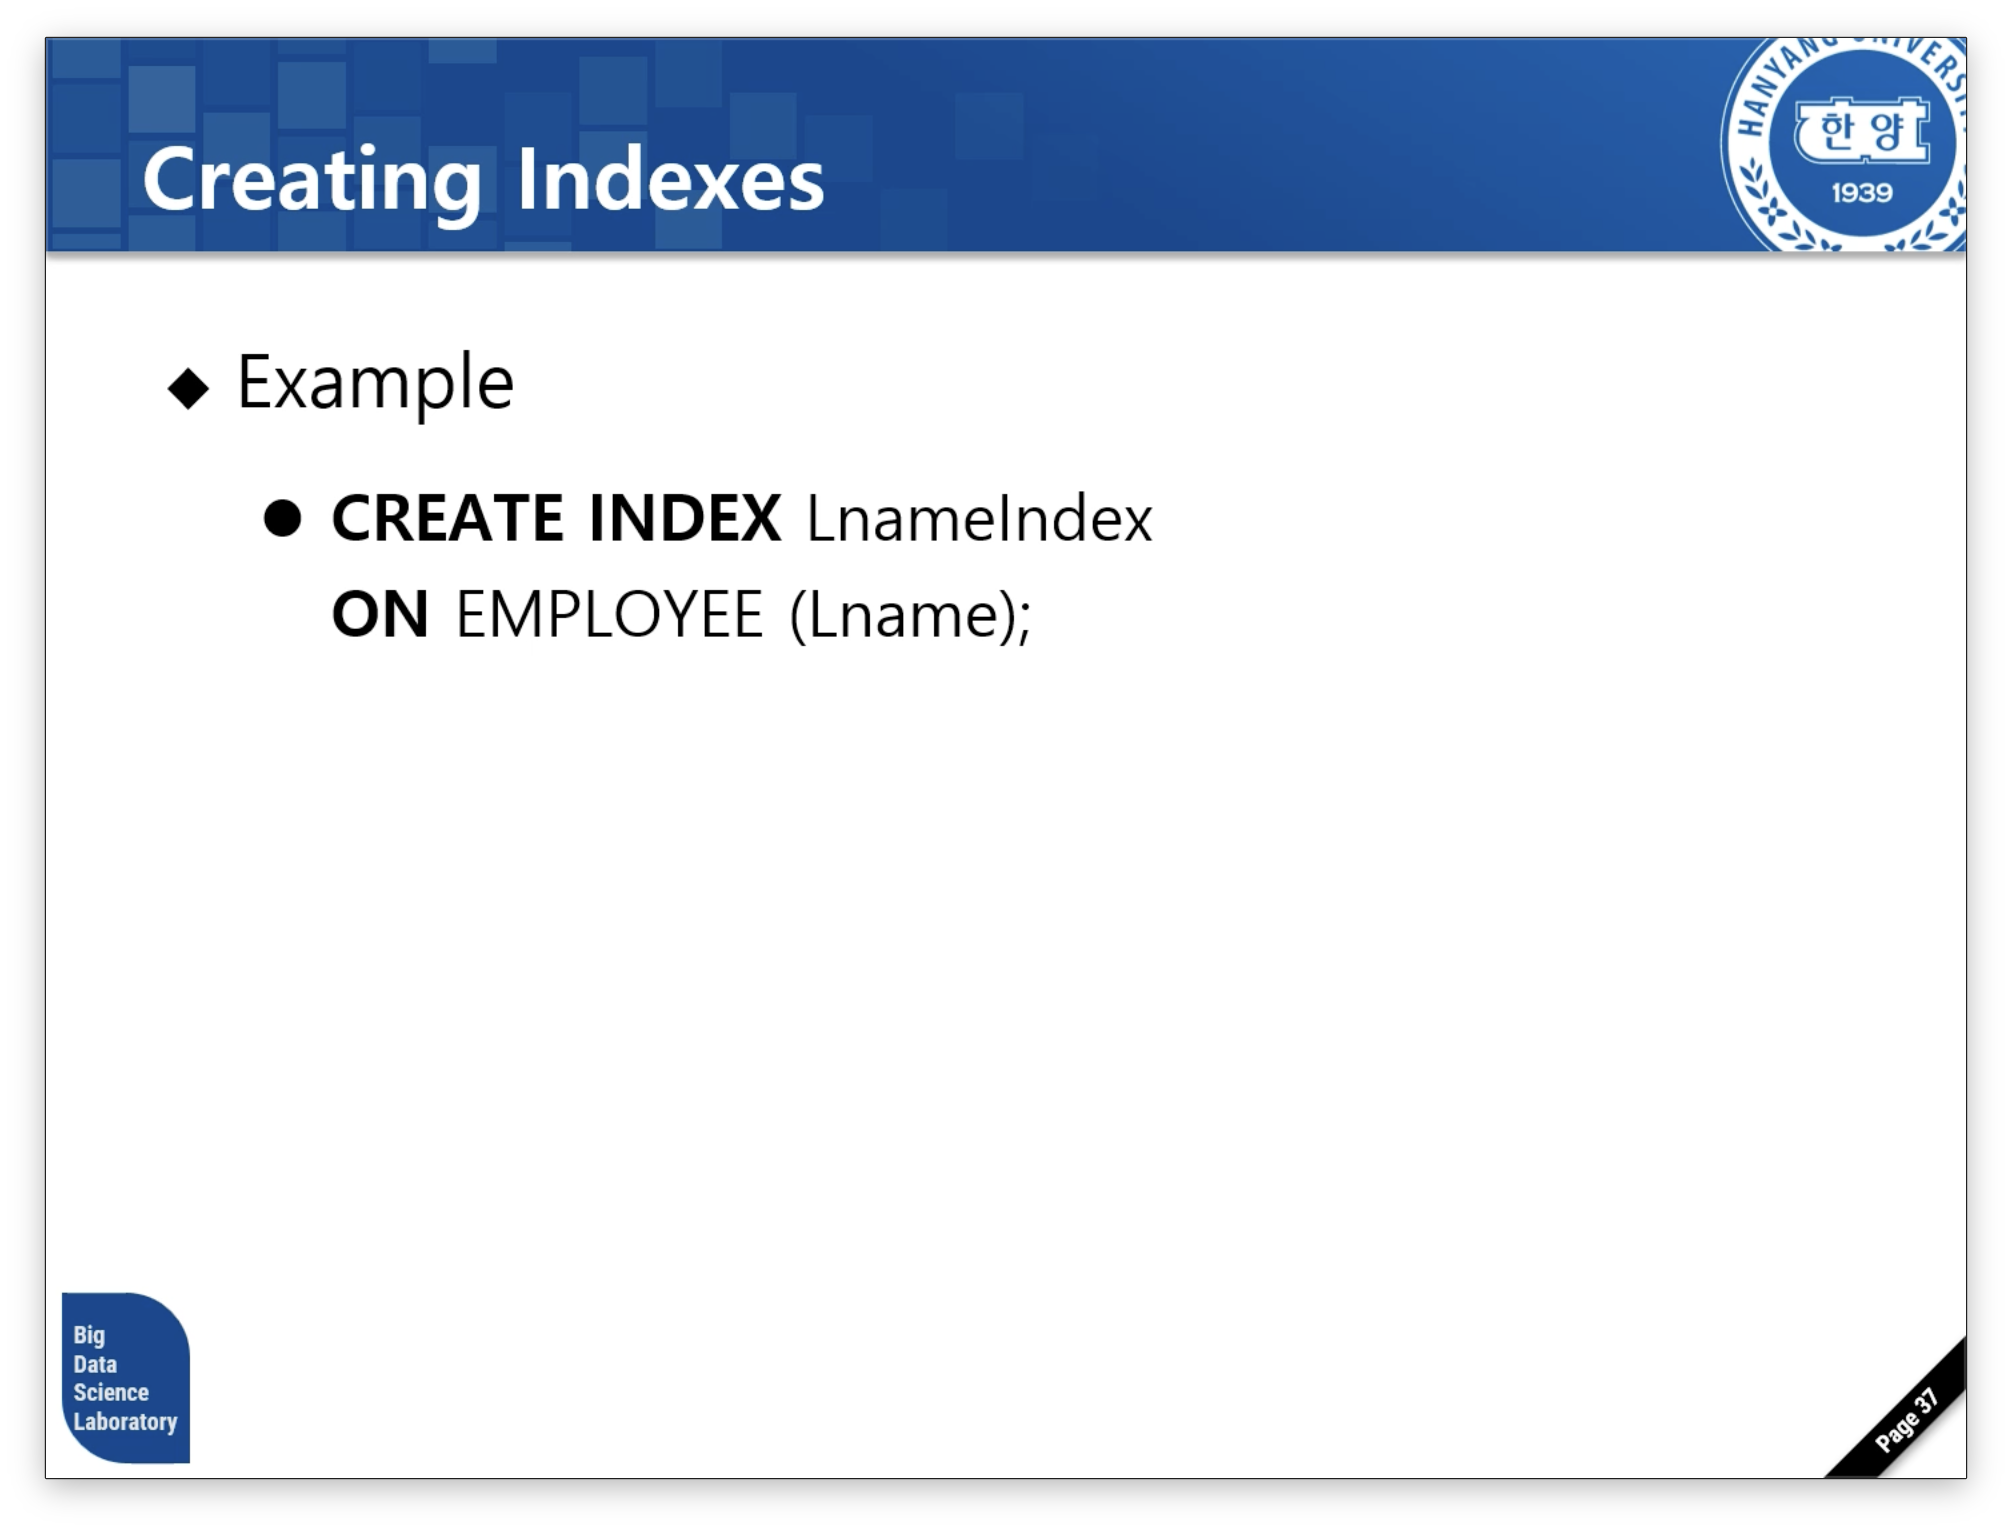 HANYANG UNIVERSI
한양
1939
Creating Indexes
Example
CREATE INDEX LnameIndex
ON EMPLOYEE (Lname);
Big
Data
Science
Laboratory
Page 37